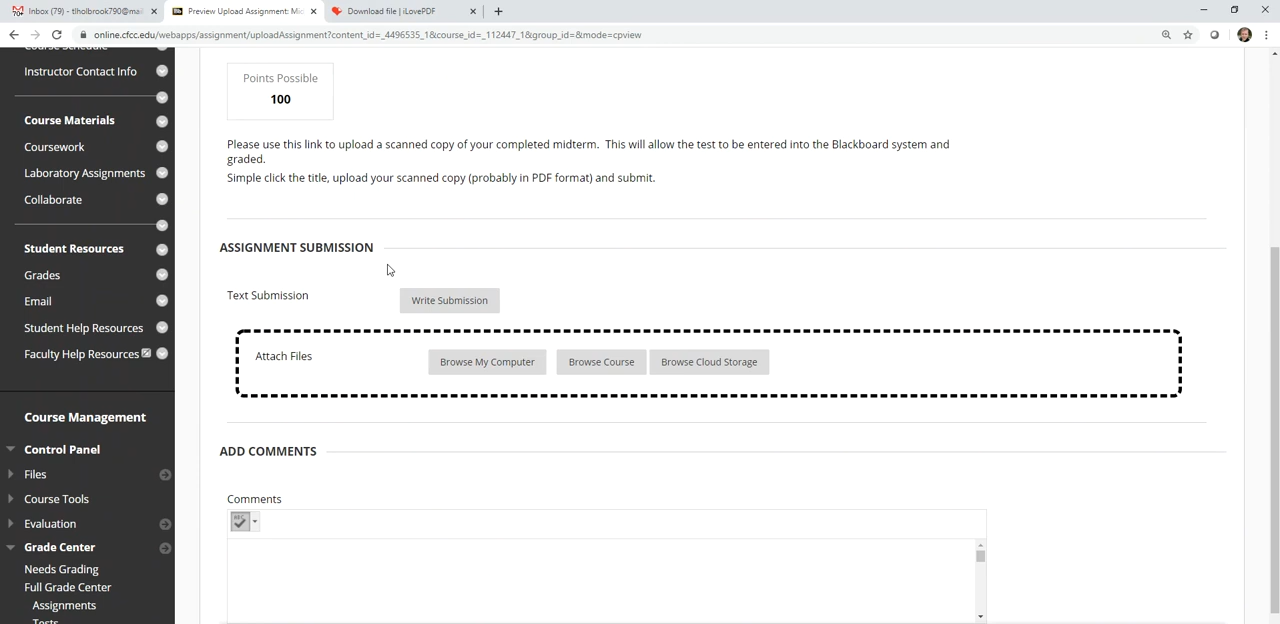 Inbox (79) - tlholbrook790@mai
Preview Upload Assignment: Mid
Download file | iLovePDF
online.cfcc.edu/webapps/assignment/uploadAssignment?content_id=_4496535_1&course_id=_112447_1&group_id=&mode=cpview
Course Schedule
Instructor Contact Info
Course Materials
Coursework
Laboratory Assignments
Collaborate
Student Resources
Grades
Email
Student Help Resources
Faculty Help Resources
Course Management
Control Panel
Files
Course Tools
Evaluation
Grade Center
Needs Grading
Full Grade Center
Assignments
Tests
Points Possible
100
Please use this link to upload a scanned copy of your completed midterm. This will allow the test to be entered into the Blackboard system and
graded.
Simple click the title, upload your scanned copy (probably in PDF format) and submit.
ASSIGNMENT SUBMISSION
Text Submission
Write Submission
Attach Files
Browse My Computer
Browse Course
Browse Cloud Storage
ADD COMMENTS
Comments